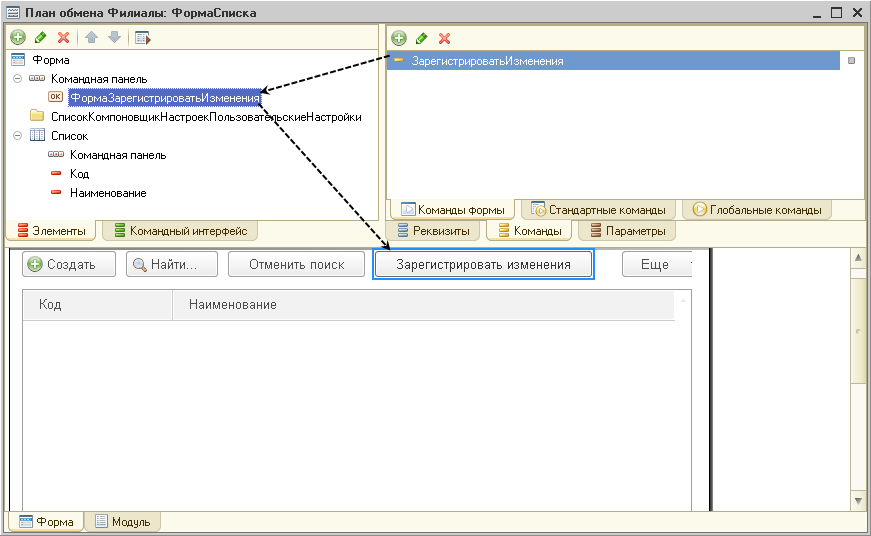 План обмена Филиалы: ФормаСписка
Форма
Командная панель
OK ФормаЗарегистрироватьИзменения
СписокКомпоновщикНастроекПользовательскиеНастройки
Список
Командная панель
Код
Наименование
Элементы Командный интерфейс
ЗарегистрироватьИзменения
Команды формы Стандартные команды Глобальные команды
Реквизиты Команды Параметры
Создать Найти... Отменить поиск Зарегистрировать изменения Еще
Код Наименование
Форма Модуль